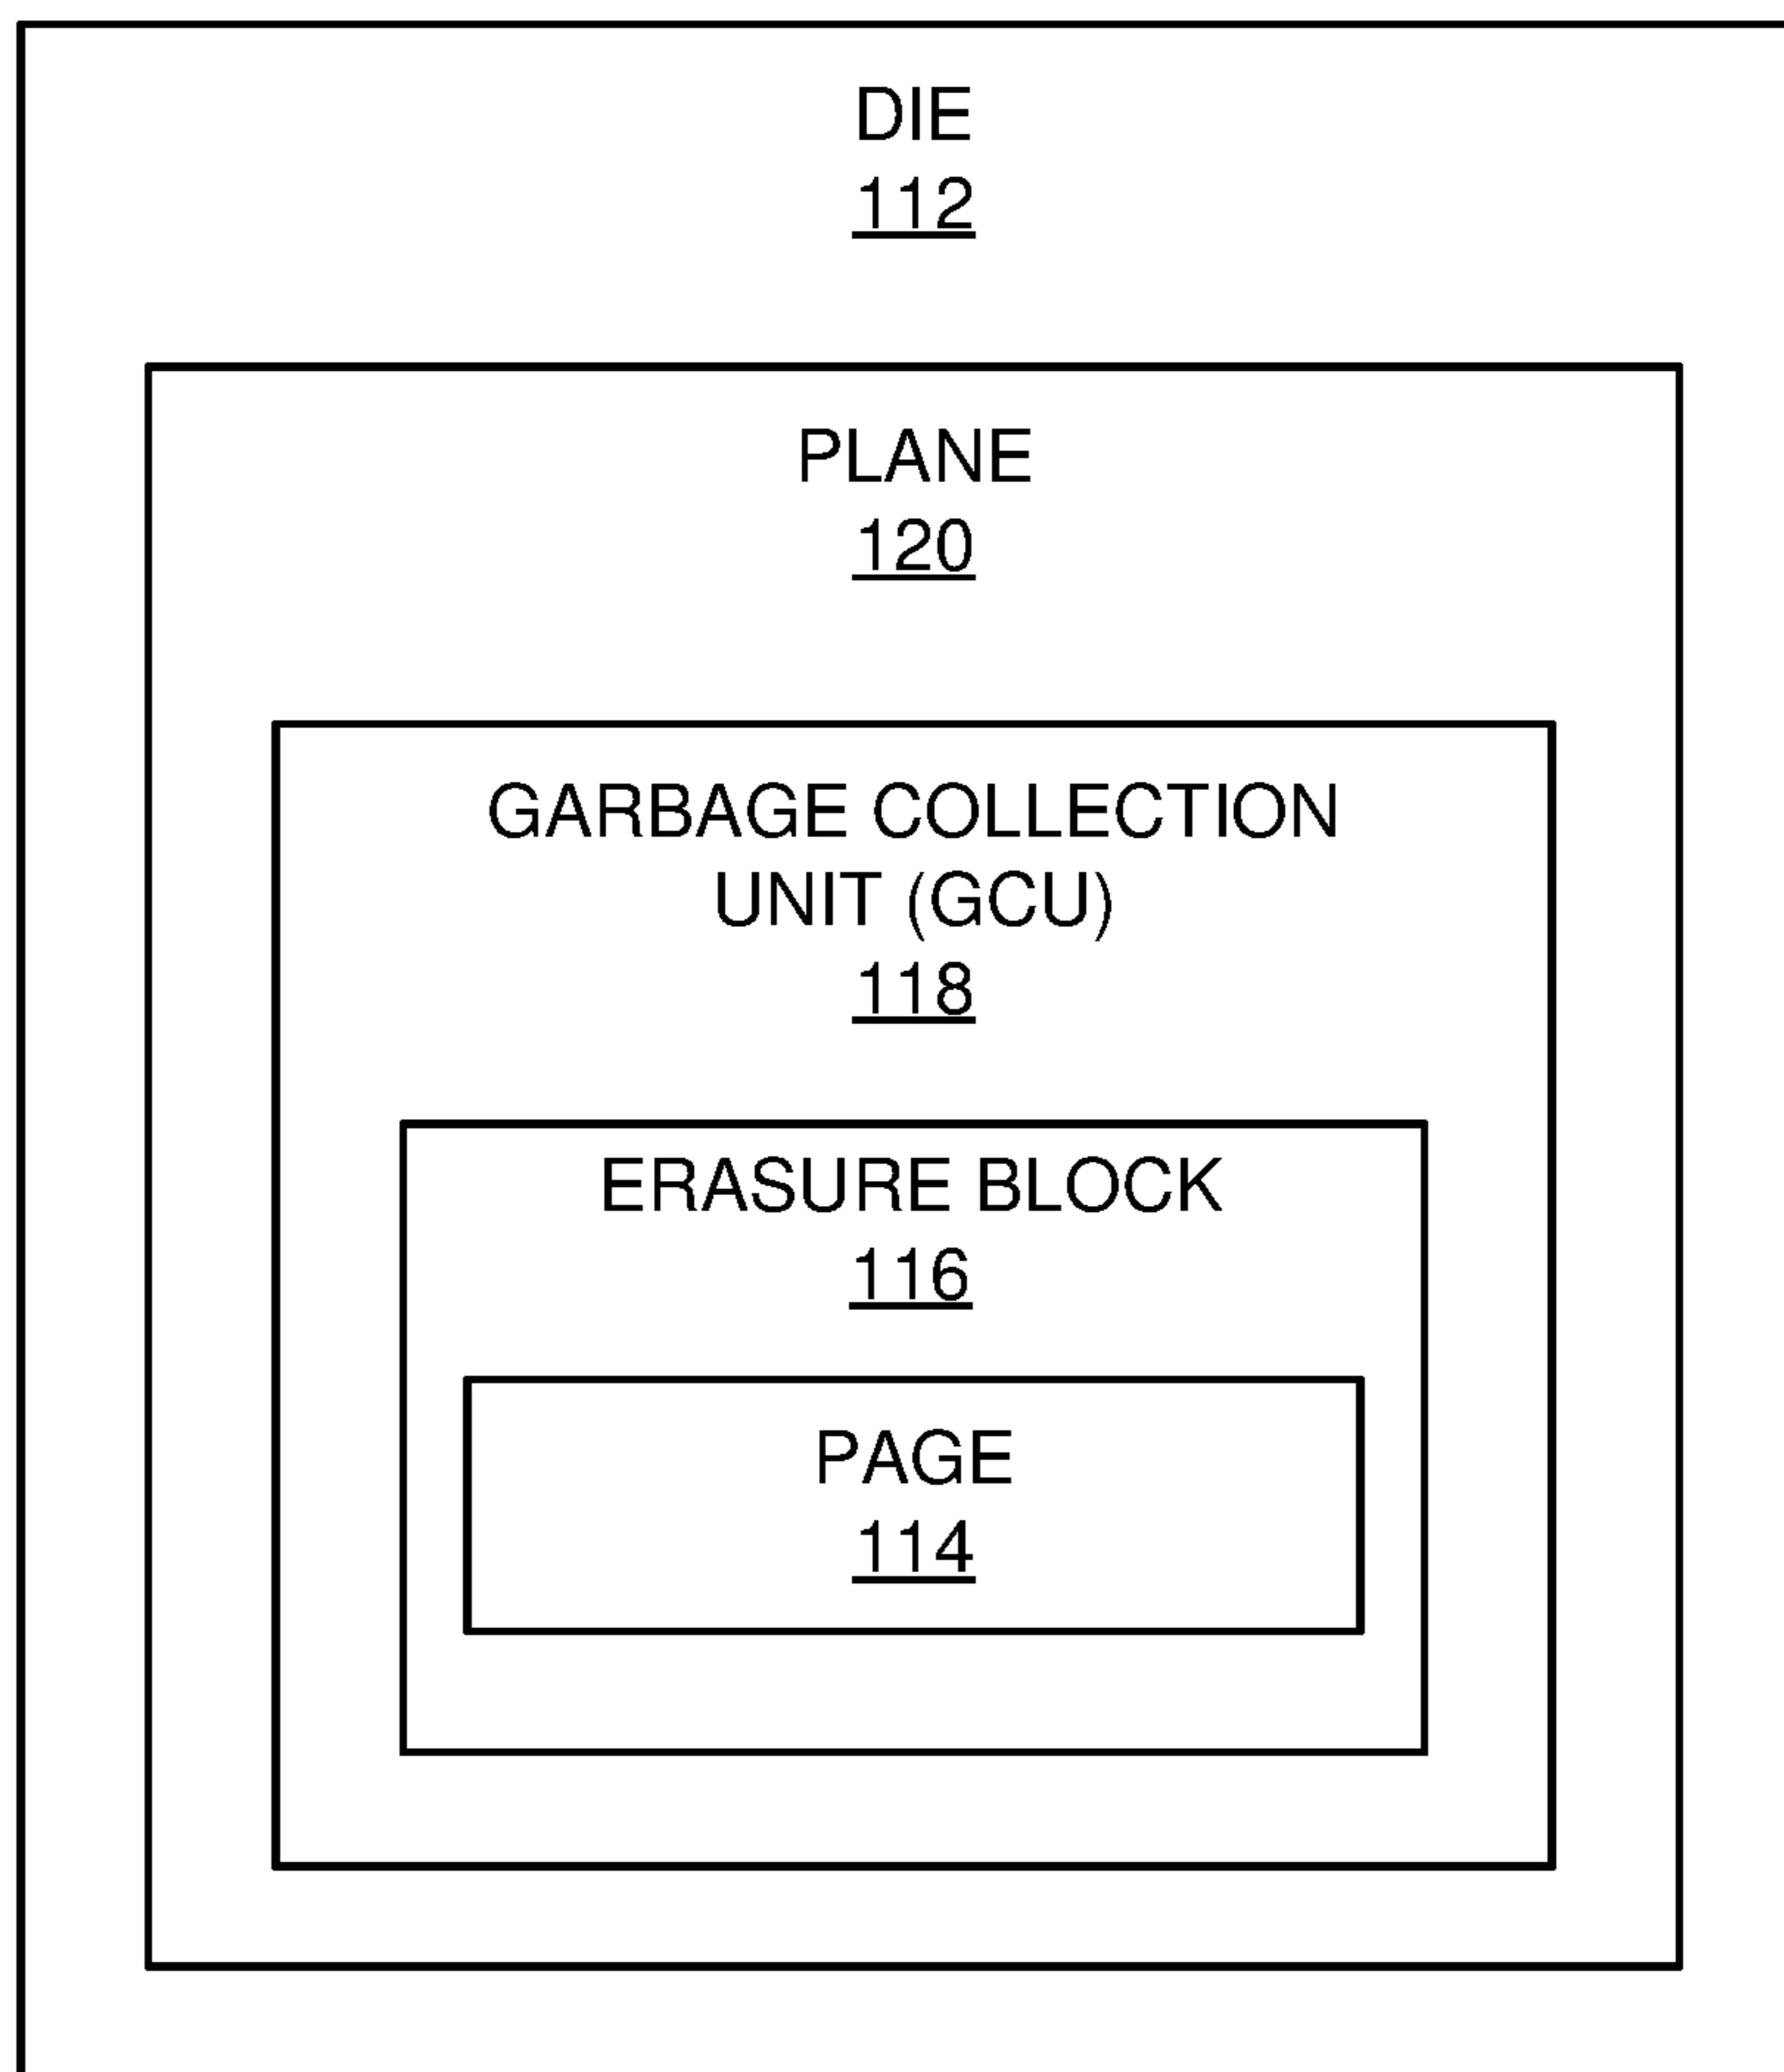 DIE
112
PLANE
120
GARBAGE COLLECTION
UNIT (GCU)
118
ERASURE BLOCK
116
PAGE
114